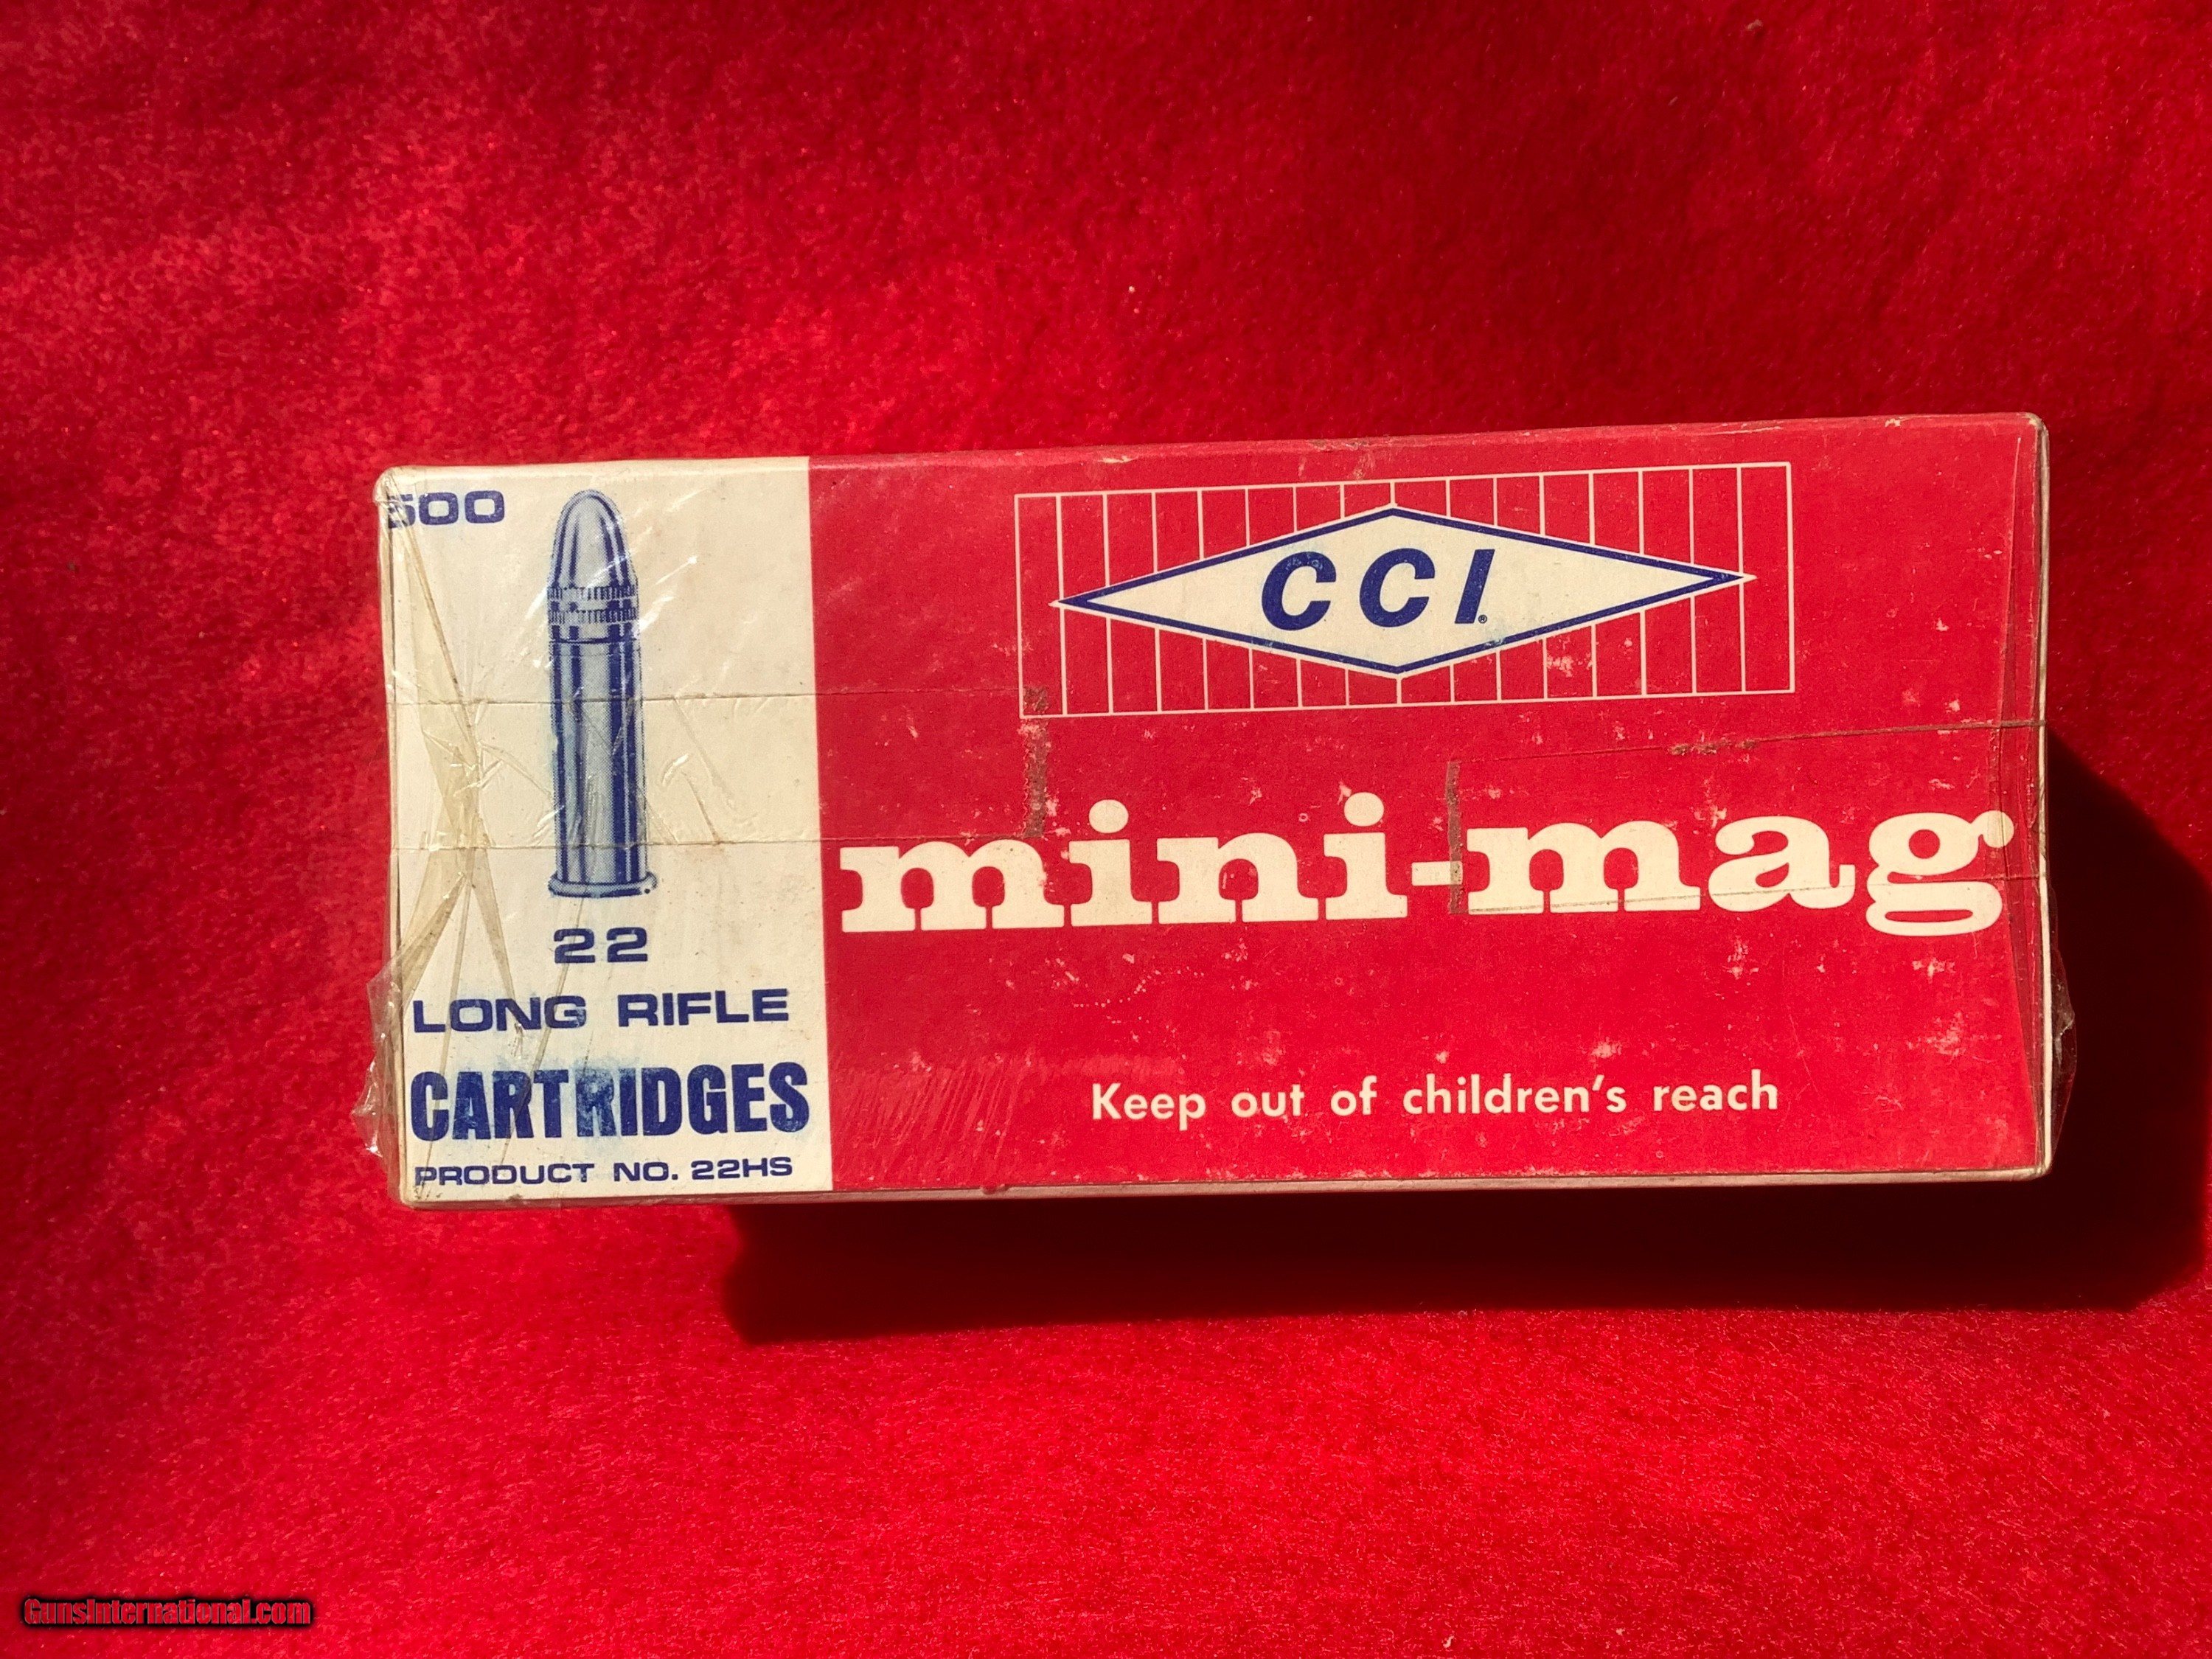 500
22
LONG RIFLE
CARTRIDGES
PRODUCT NO. 22HS
CCI®
mini-mag
Keep out of children's reach
GunsInternational.com